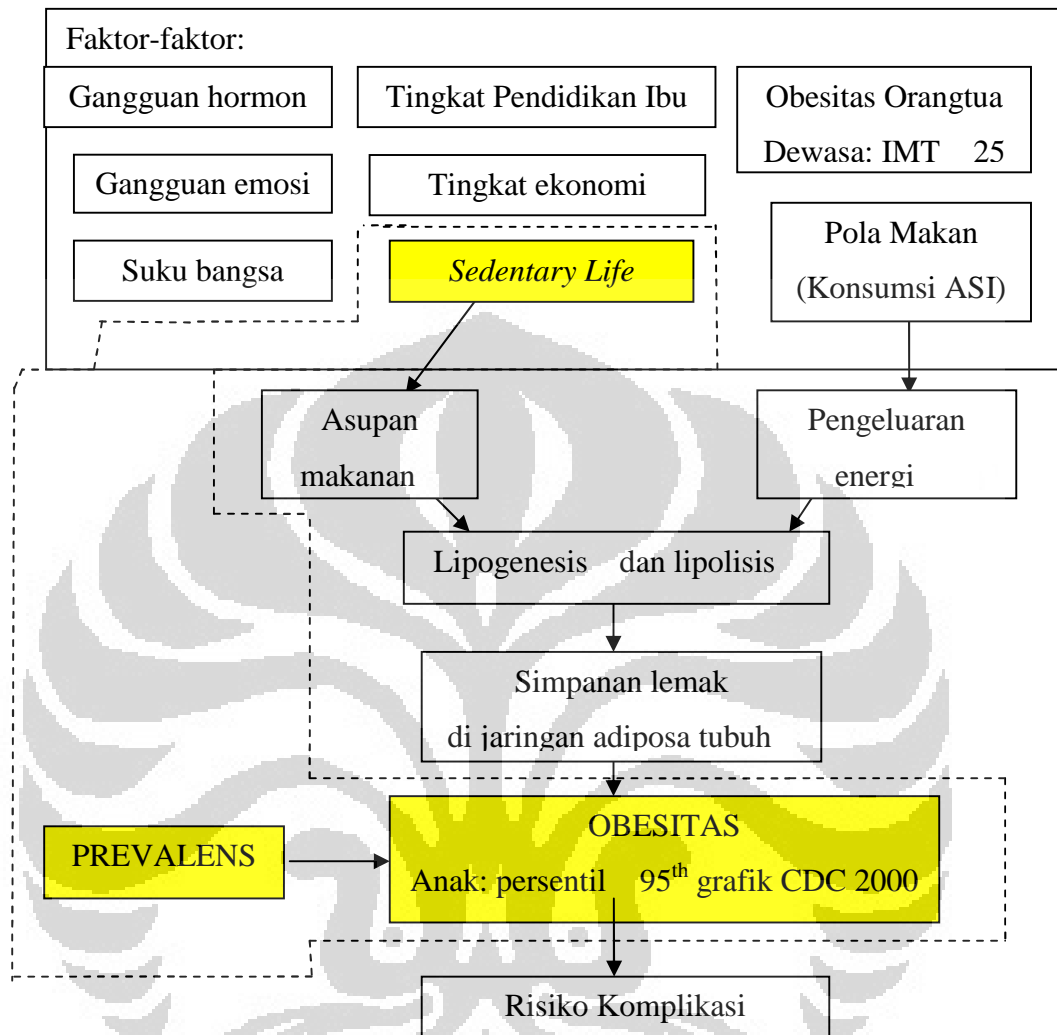 Faktor-faktor:
Gangguan hormon
Tingkat Pendidikan Ibu
Obesitas Orangtua
Dewasa: IMT 25
Gangguan emosi
Tingkat ekonomi
Pola Makan
(Konsumsi ASI)
Suku bangsa
Sedentary Life
Asupan
makanan
Pengeluaran
energi
Lipogenesis dan lipolisis
Simpanan lemak
di jaringan adiposa tubuh
PREVALENS
OBESITAS
Anak: persentil 95th grafik CDC 2000
Risiko Komplikasi